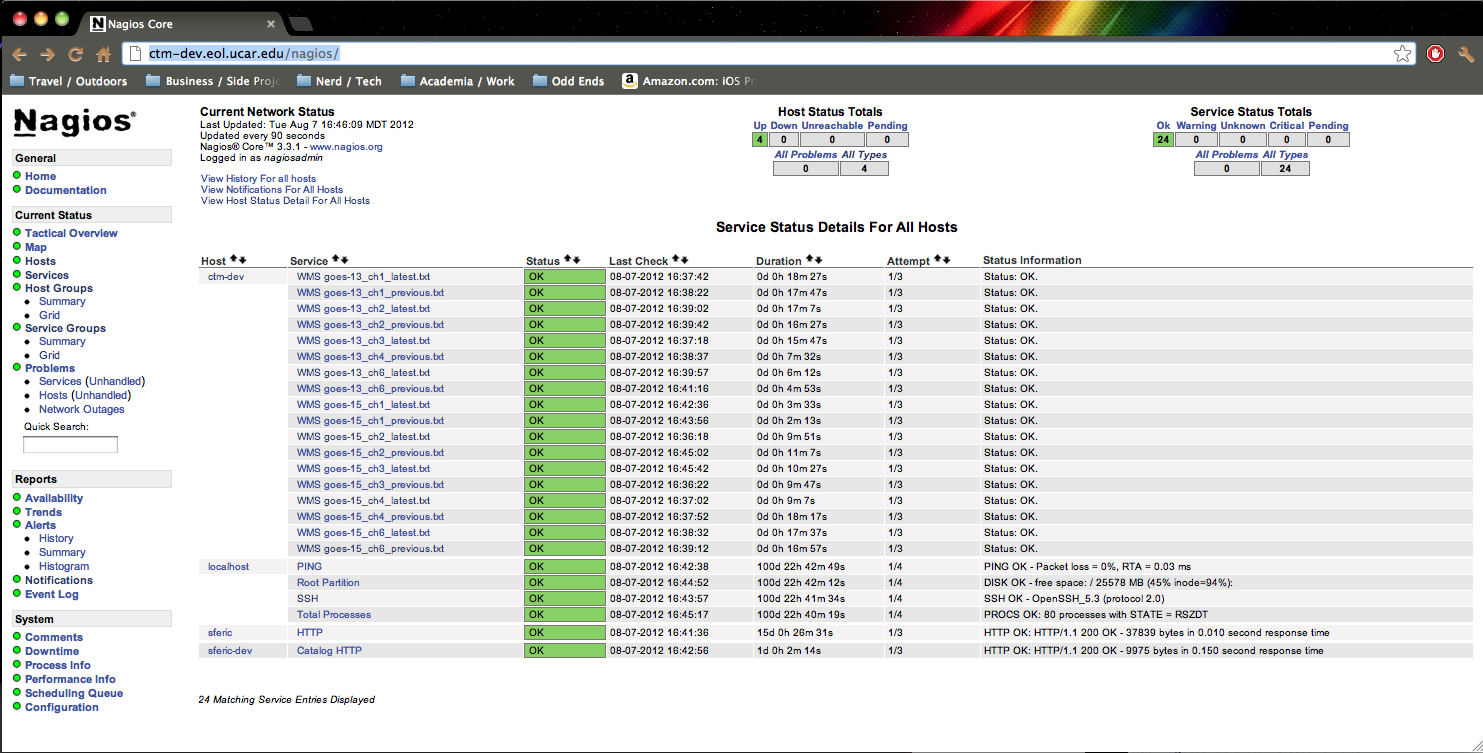 Nagios Core
ctm-dev.eol.ucar.edu/nagios/
Travel / Outdoors Business / Side Proje Nerd / Tech Academia / Work Odd Ends Amazon.com: iOS Pr
Nagios®
General
Home
Documentation
Current Status
Tactical Overview
Map
Hosts
Services
Host Groups
Summary
Grid
Service Groups
Summary
Grid
Problems
Services (Unhandled)
Hosts (Unhandled)
Network Outages
Quick Search:
Reports
Availability
Trends
Alerts
History
Summary
Histogram
Notifications
Event Log
System
Comments
Downtime
Process Info
Performance Info
Scheduling Queue
Configuration
Current Network Status
Last Updated: Tue Aug 7 16:46:09 MDT 2012
Updated every 90 seconds
Nagios® Core™ 3.3.1 - www.nagios.org
Logged in as nagiosadmin
View History For all hosts
View Notifications For All Hosts
View Host Status Detail For All Hosts
Host Status Totals
Up Down Unreachable Pending
4 0 0 0
All Problems All Types
0 4
Service Status Totals
Ok Warning Unknown Critical Pending
24 0 0 0 0
All Problems All Types
0 24
Service Status Details For All Hosts
Host Service Status Last Check Duration Attempt Status Information
ctm-dev WMS goes-13_ch1_latest.txt OK 08-07-2012 16:37:42 0d 0h 18m 27s 1/3 Status: OK.
WMS goes-13_ch1_previous.txt OK 08-07-2012 16:38:22 0d 0h 17m 47s 1/3 Status: OK.
WMS goes-13_ch2_latest.txt OK 08-07-2012 16:39:02 0d 0h 17m 7s 1/3 Status: OK.
WMS goes-13_ch2_previous.txt OK 08-07-2012 16:39:42 0d 0h 16m 27s 1/3 Status: OK.
WMS goes-13_ch3_latest.txt OK 08-07-2012 16:37:18 0d 0h 15m 47s 1/3 Status: OK.
WMS goes-13_ch4_previous.txt OK 08-07-2012 16:38:37 0d 0h 7m 32s 1/3 Status: OK.
WMS goes-13_ch6_latest.txt OK 08-07-2012 16:39:57 0d 0h 6m 12s 1/3 Status: OK.
WMS goes-13_ch6_previous.txt OK 08-07-2012 16:41:16 0d 0h 4m 53s 1/3 Status: OK.
WMS goes-15_ch1_latest.txt OK 08-07-2012 16:42:36 0d 0h 3m 33s 1/3 Status: OK.
WMS goes-15_ch1_previous.txt OK 08-07-2012 16:43:56 0d 0h 2m 13s 1/3 Status: OK.
WMS goes-15_ch2_latest.txt OK 08-07-2012 16:36:18 0d 0h 9m 51s 1/3 Status: OK.
WMS goes-15_ch2_previous.txt OK 08-07-2012 16:45:02 0d 0h 11m 7s 1/3 Status: OK.
WMS goes-15_ch3_latest.txt OK 08-07-2012 16:45:42 0d 0h 10m 27s 1/3 Status: OK.
WMS goes-15_ch3_previous.txt OK 08-07-2012 16:36:22 0d 0h 9m 47s 1/3 Status: OK.
WMS goes-15_ch4_latest.txt OK 08-07-2012 16:37:02 0d 0h 9m 7s 1/3 Status: OK.
WMS goes-15_ch4_previous.txt OK 08-07-2012 16:37:52 0d 0h 18m 17s 1/3 Status: OK.
WMS goes-15_ch6_latest.txt OK 08-07-2012 16:38:32 0d 0h 17m 37s 1/3 Status: OK.
WMS goes-15_ch6_previous.txt OK 08-07-2012 16:39:12 0d 0h 16m 57s 1/3 Status: OK.
localhost PING OK 08-07-2012 16:42:38 100d 22h 42m 49s 1/4 PING OK - Packet loss = 0%, RTA = 0.03 ms
Root Partition OK 08-07-2012 16:44:52 100d 22h 42m 12s 1/4 DISK OK - free space: / 25578 MB (45% inode=94%):
SSH OK 08-07-2012 16:43:57 100d 22h 41m 34s 1/4 SSH OK - OpenSSH_5.3 (protocol 2.0)
Total Processes OK 08-07-2012 16:45:17 100d 22h 40m 19s 1/4 PROCS OK: 80 processes with STATE = RSZDT
sferic HTTP OK 08-07-2012 16:41:36 15d 0h 26m 31s 1/3 HTTP OK: HTTP/1.1 200 OK - 37839 bytes in 0.010 second response time
sferic-dev Catalog HTTP OK 08-07-2012 16:42:56 1d 0h 2m 14s 1/3 HTTP OK: HTTP/1.1 200 OK - 9975 bytes in 0.150 second response time
24 Matching Service Entries Displayed